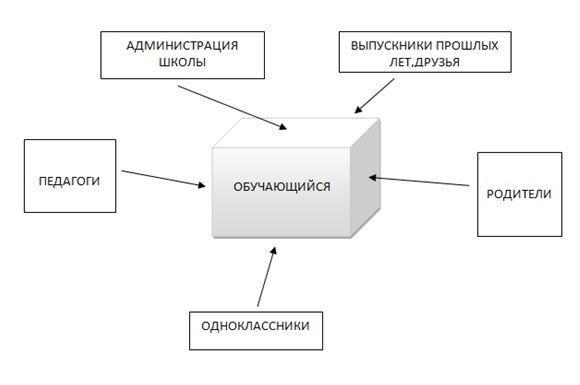 АДМИНИСТРАЦИЯ
ШКОЛЫ
ВЫПУСКНИКИ ПРОШЛЫХ
ЛЕТ,ДРУЗЬЯ
ПЕДАГОГИ
ОБУЧАЮЩИЙСЯ
РОДИТЕЛИ
ОДНОКЛАССНИКИ